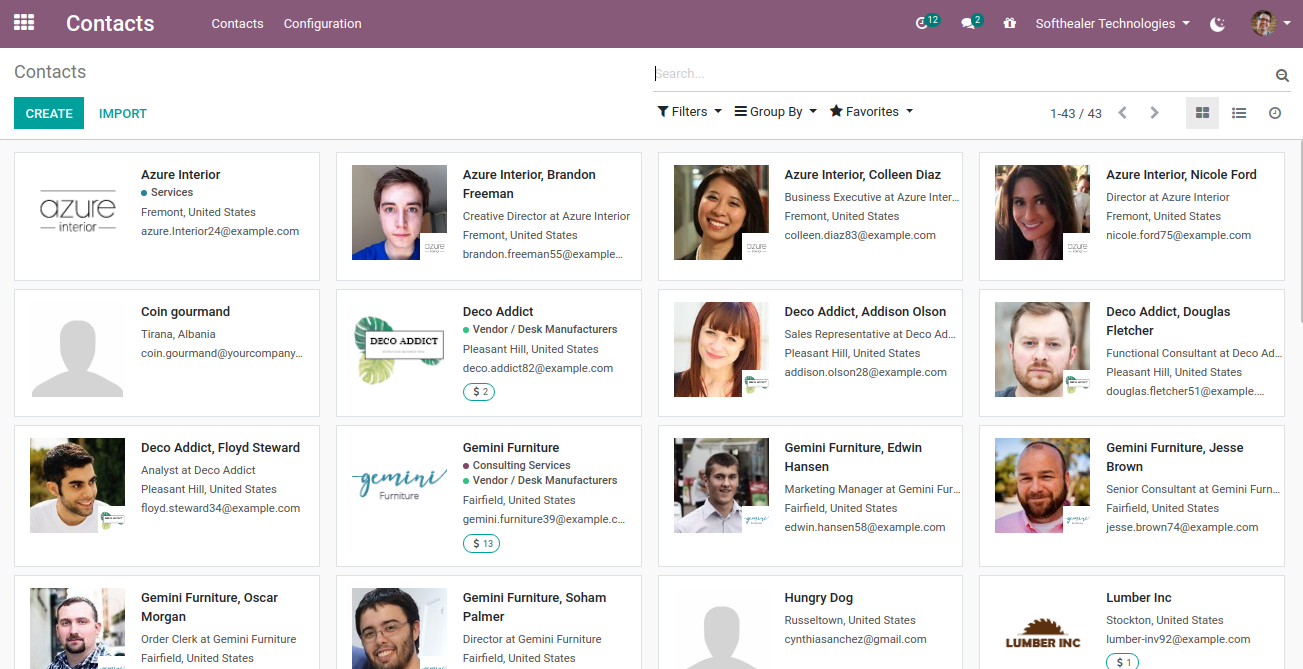 Contacts
Contacts
Configuration
12
2
Softhealer Technologies
Contacts
Search...
CREATE
IMPORT
Filters
Group By
Favorites
1-43 / 43
azure
interior
Azure Interior
Services
Fremont, United States
azure.Interior24@example.com
Azure Interior, Brandon
Freeman
Creative Director at Azure Interior
Fremont, United States
brandon.freeman55@example...
azure
Azure Interior, Colleen Diaz
Business Executive at Azure Inter...
Fremont, United States
colleen.diaz83@example.com
azure
Azure Interior, Nicole Ford
Director at Azure Interior
Fremont, United States
nicole.ford75@example.com
azure
Coin gourmand
Tirana, Albania
coin.gourmand@yourcompany...
DECO ADDICT
Deco Addict
Vendor / Desk Manufacturers
Pleasant Hill, United States
deco.addict82@example.com
$ 2
Deco Addict, Addison Olson
Sales Representative at Deco Ad...
Pleasant Hill, United States
addison.olson28@example.com
Deco Addict, Douglas
Fletcher
Functional Consultant at Deco Ad...
Pleasant Hill, United States
douglas.fletcher51@example....
Deco Addict, Floyd Steward
Analyst at Deco Addict
Pleasant Hill, United States
floyd.steward34@example.com
gemini
Furniture
Gemini Furniture
Consulting Services
Vendor / Desk Manufacturers
Fairfield, United States
gemini.furniture39@example.c...
$ 13
Gemini Furniture, Edwin
Hansen
Marketing Manager at Gemini Fur...
Fairfield, United States
edwin.hansen58@example.com
gemini
Gemini Furniture, Jesse
Brown
Senior Consultant at Gemini Furn...
Fairfield, United States
jesse.brown74@example.com
gemini
Gemini Furniture, Oscar
Morgan
Order Clerk at Gemini Furniture
Fairfield, United States
Gemini Furniture, Soham
Palmer
Director at Gemini Furniture
Fairfield, United States
Hungry Dog
Russeltown, United States
cynthiasanchez@gmail.com
LUMBER INC
Lumber Inc
Stockton, United States
lumber-inv92@example.com
$ 1